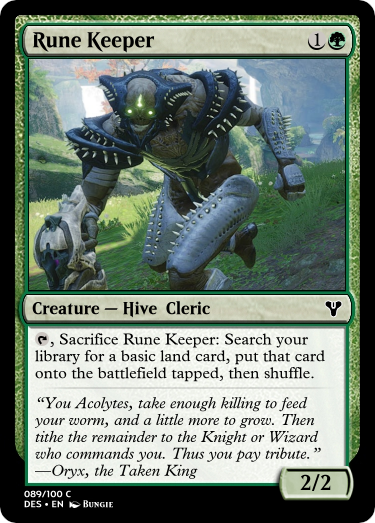 Rune Keeper 1
Creature — Hive Cleric
, Sacrifice Rune Keeper: Search your
library for a basic land card, put that card
onto the battlefield tapped, then shuffle.
“You Acolytes, take enough killing to feed
your worm, and a little more to grow. Then
tithe the remainder to the Knight or Wizard
who commands you. Thus you pay tribute.”
—Oryx, the Taken King
2/2
089/100 C
DES • EN Bungie